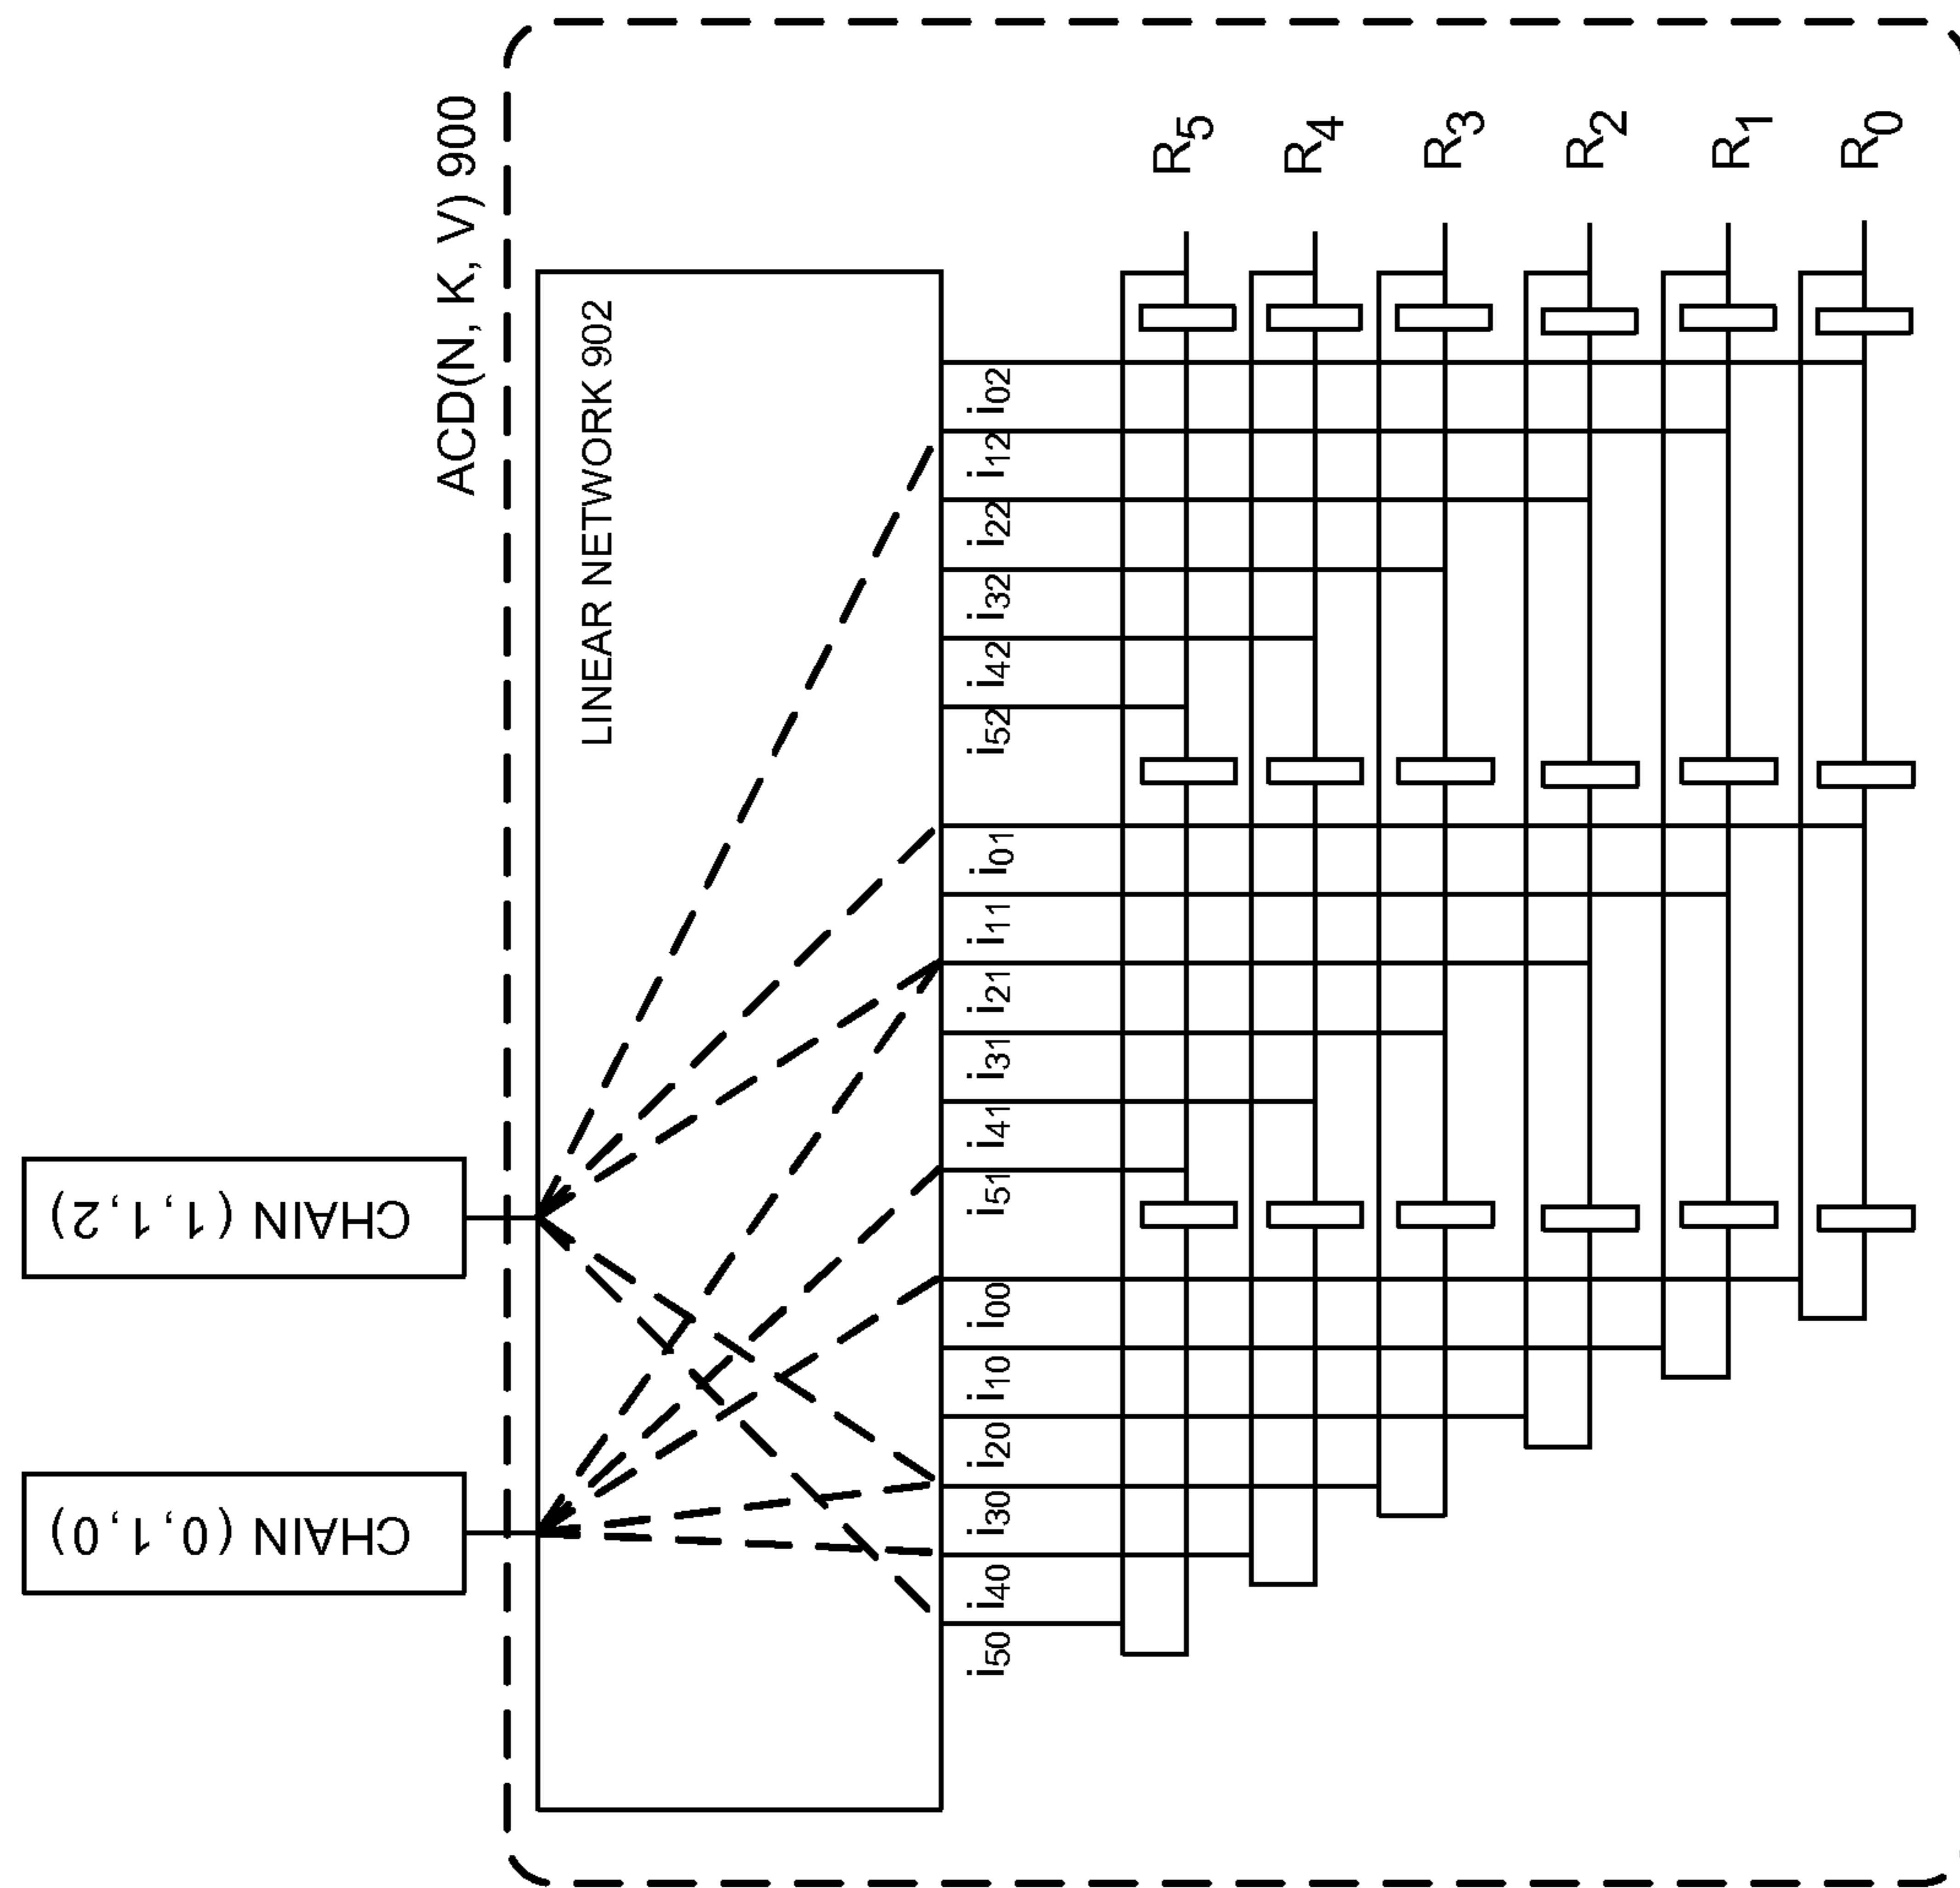 ACD(N, K, V) 900
LINEAR NETWORK 902
CHAIN (1,1,2)
CHAIN (0,1,0)
i50
i40
i30
i20
i10
i00
i51
i41
i31
i21
i11
i01
i52
i42
i32
i22
i12
i02
R5
R4
R3
R2
R1
R0